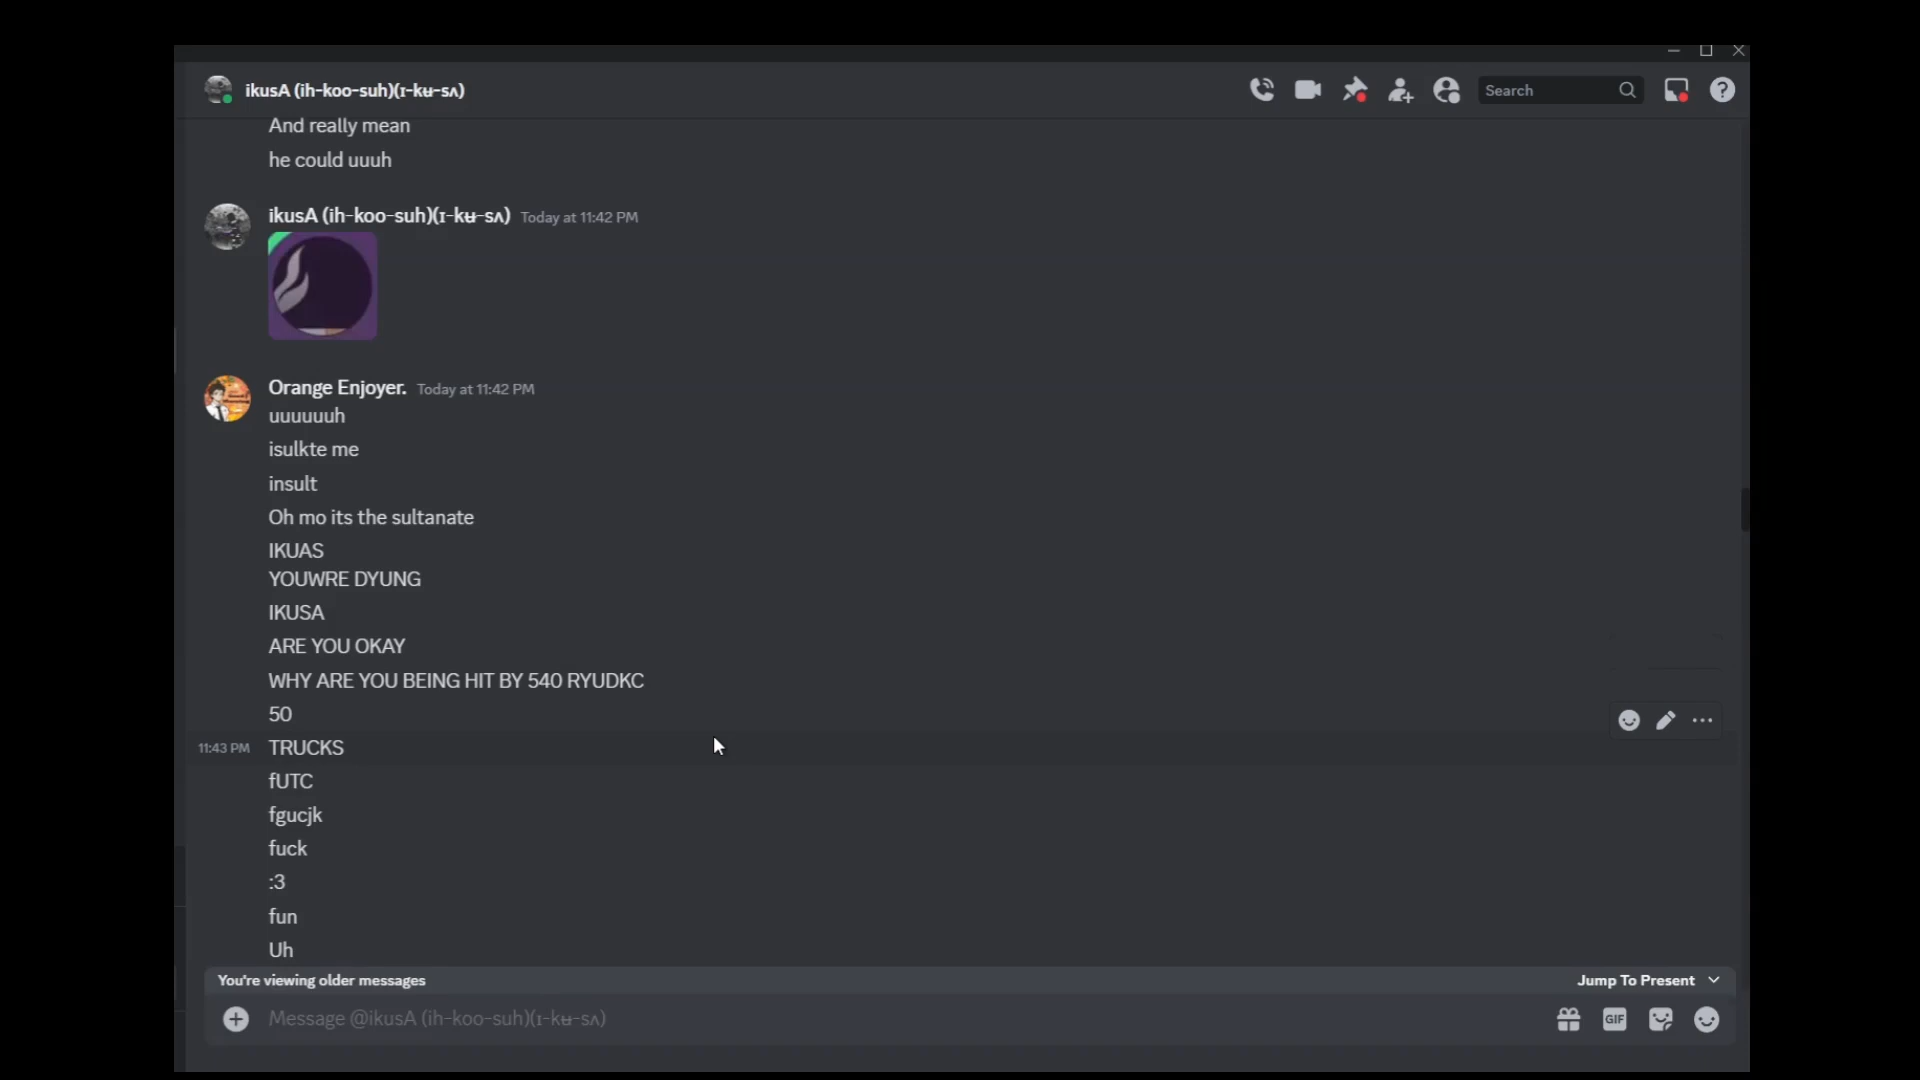 ikusA (ih-koo-suh)(ɪ-kʉ-sʌ)
Search
And really mean
he could uuuh
ikusA (ih-koo-suh)(ɪ-kʉ-sʌ) Today at 11:42 PM
Orange Enjoyer. Today at 11:42 PM
uuuuuuh
isulkte me
insult
Oh mo its the sultanate
IKUAS
YOUWRE DYUNG
IKUSA
ARE YOU OKAY
WHY ARE YOU BEING HIT BY 540 RYUDKC
50
11:43 PM TRUCKS
fUTC
fgucjk
fuck
:3
fun
Uh
You're viewing older messages Jump To Present
Message @ikusA (ih-koo-suh)(ɪ-kʉ-sʌ) GIF